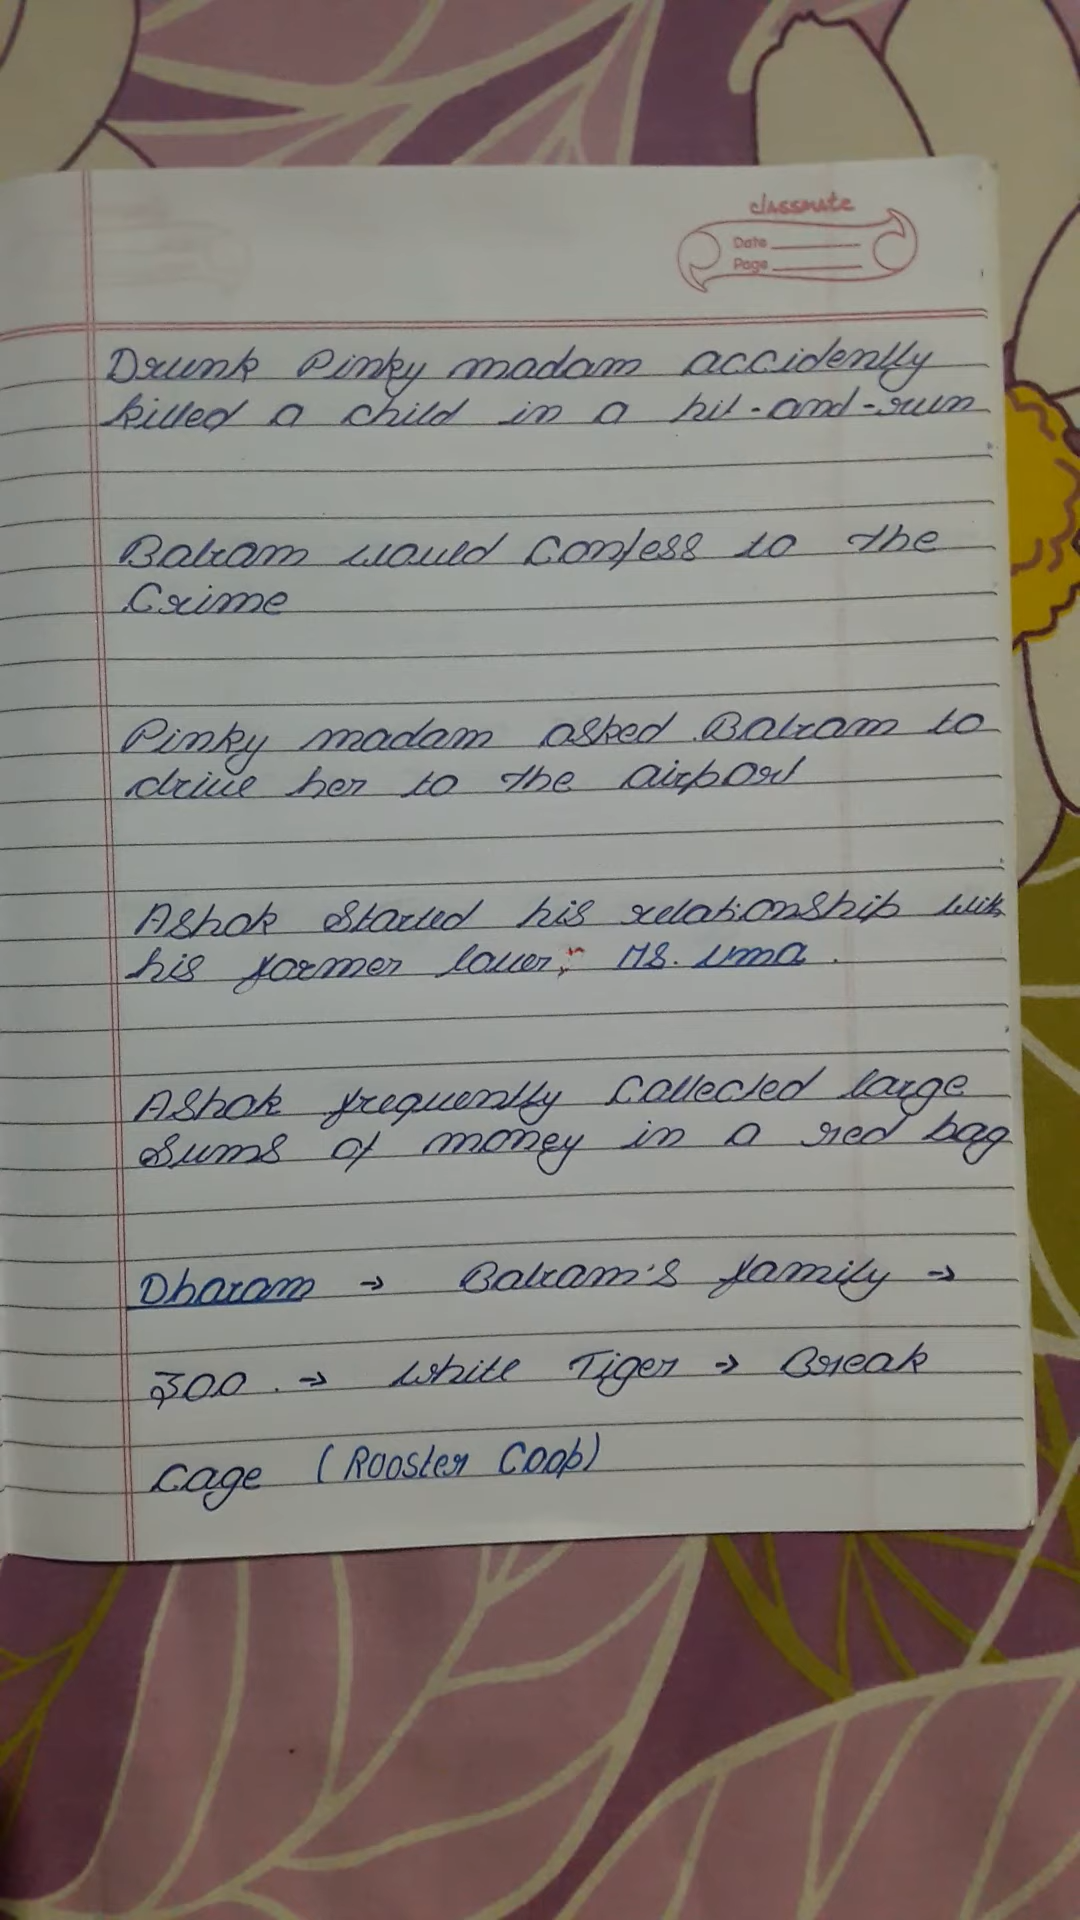 classmate
Date
Page
Drunk Pinky madam accidently
killed a child in a hit-and-run
Balram would Confess to the
Crime
Pinky madam asked Balram to
drive her to the airport
Ashok Started his relationship with
his former lover, Ms. Uma.
Ashok frequently Collected large
Sums of money in a red bag
Dharam → Balram's family →
zoo. → White Tiger → Break
Cage (Rooster Coop)